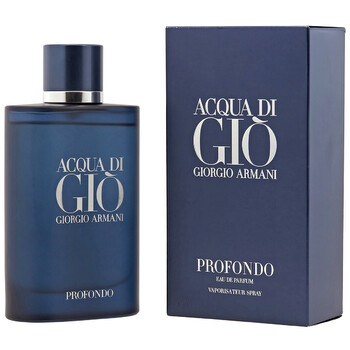 ACQUA DI
GIÒ
GIORGIO ARMANI
PROFONDO
ACQUA DI
GIÒ
GIORGIO ARMANI
PROFONDO
EAU DE PARFUM
VAPORISATEUR SPRAY